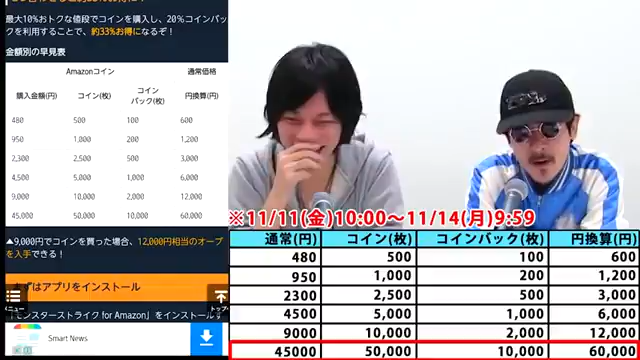 最大10%おトクな値段でコインを購入し、20%コインバッ
クを利用することで、約33%お得になるぞ！
金額別の早見表
Amazonコイン 通常価格
購入金額(円) コイン(枚) コイン
バック(枚) 円換算(円)
480 500 100 600
950 1,000 200 1,200
2,300 2,500 500 3,000
4,500 5,000 1,000 6,000
9,000 10,000 2,000 12,000
45,000 50,000 10,000 60,000
▲9,000円でコインを買った場合、12,000円相当のオーブ
を入手できる！
まずはアプリをインストール
メニュー
トップへ
「モンスターストライク for Amazon」をインストールす
Smart News
※11/11(金)10:00〜11/14(月)9:59
通常(円) コイン(枚) コインバック(枚) 円換算(円)
480 500 100 600
950 1,000 200 1,200
2300 2,500 500 3,000
4500 5,000 1,000 6,000
9000 10,000 2,000 12,000
45000 50,000 10,000 60,000